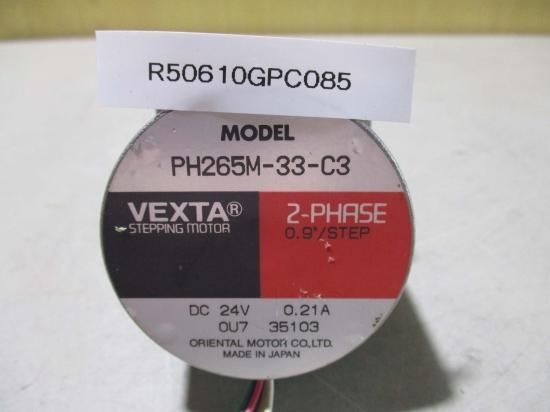 R50610GPC085
MODEL
PH265M-33-C3
VEXTA® 2-PHASE
STEPPING MOTOR 0.9°/STEP
DC 24V 0.21A
0U7 35103
ORIENTAL MOTOR CO.,LTD.
MADE IN JAPAN